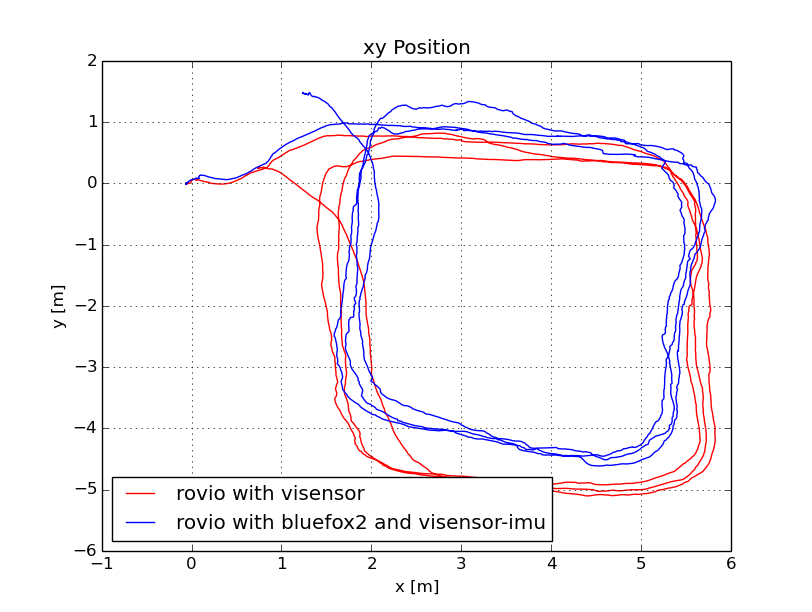 xy Position
2
1
0
−1
−2
−3
−4
−5
−6
y [m]
rovio with visensor
rovio with bluefox2 and visensor-imu
−1 0 1 2 3 4 5 6
x [m]